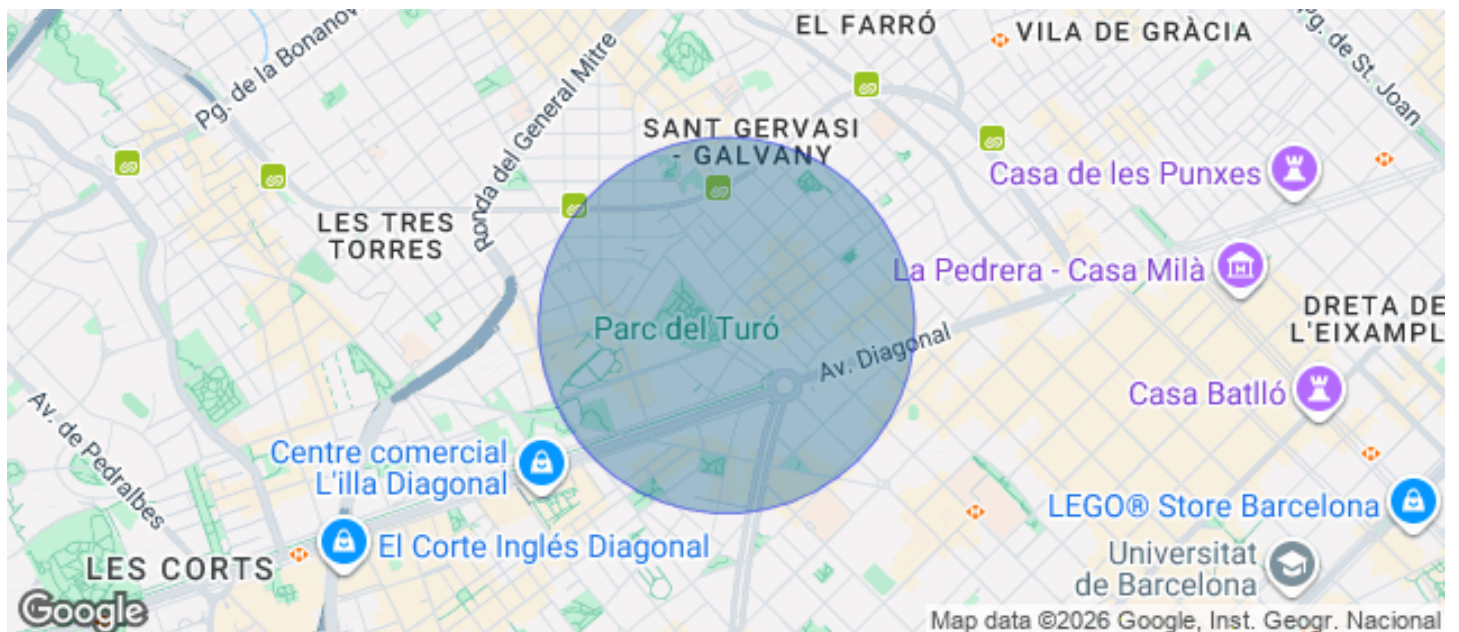 EL FARRÓ
VILA DE GRÀCIA
Pg. de la Bonanov
Ronda del General Mitre
Pg. de St. Joan
SANT GERVASI
- GALVANY
Casa de les Punxes
LES TRES
TORRES
La Pedrera - Casa Milà
DRETA DE
L'EIXAMPL
Parc del Turó
Av. Diagonal
Casa Batlló
Av. de Pedralbes
Centre comercial
L'illa Diagonal
LEGO® Store Barcelona
El Corte Inglés Diagonal
Universitat
de Barcelona
LES CORTS
Google
Map data ©2026 Google, Inst. Geogr. Nacional